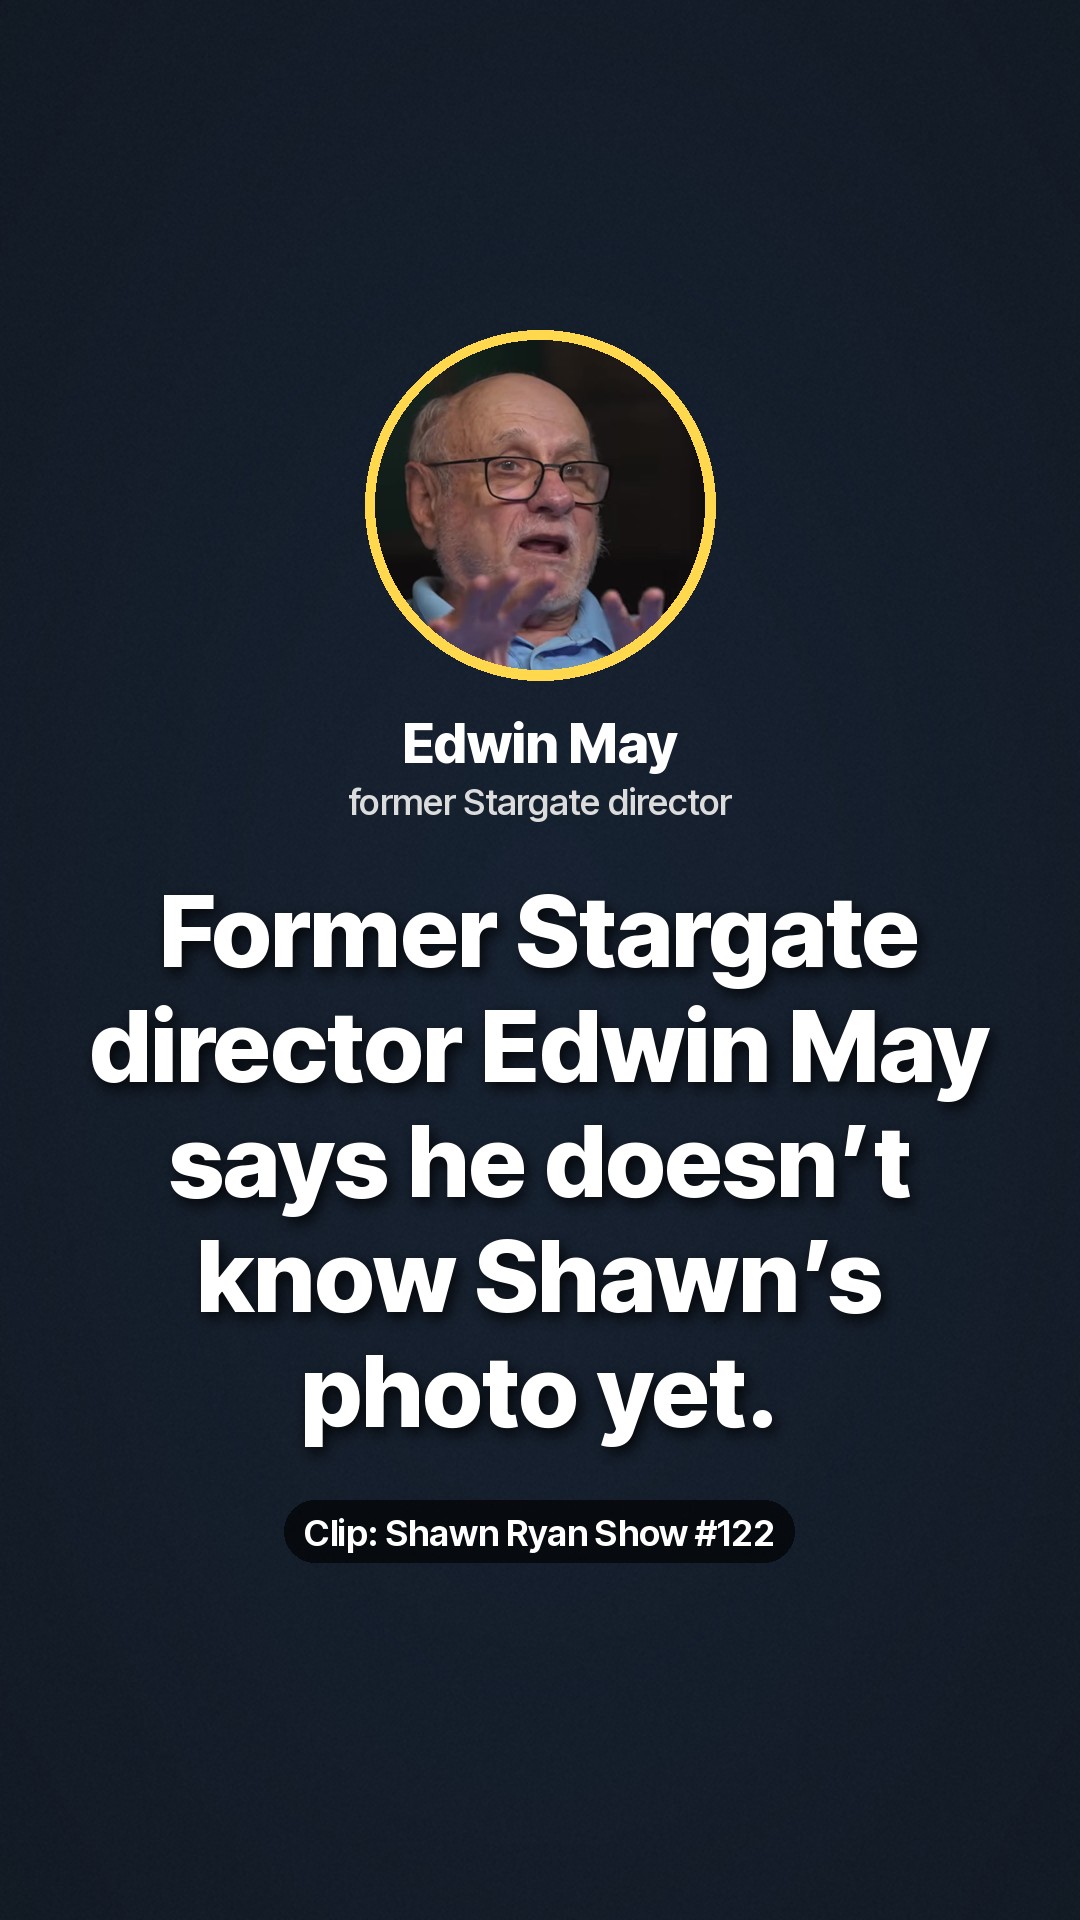 Edwin May
former Stargate director
Former Stargate
director Edwin May
says he doesn’t
know Shawn’s
photo yet.
Clip: Shawn Ryan Show #122